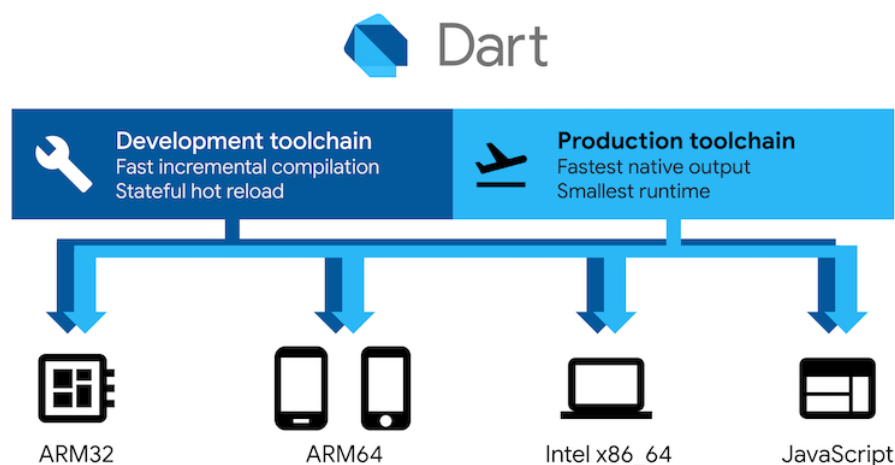 Dart
Development toolchain
Fast incremental compilation
Stateful hot reload
Production toolchain
Fastest native output
Smallest runtime
ARM32
ARM64
Intel x86_64
JavaScript